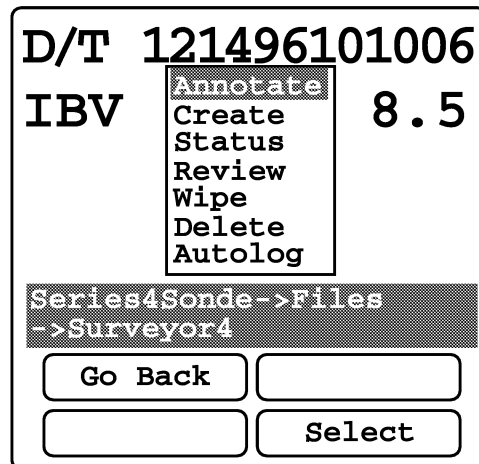 D/T 121496101006
Annotate
IBV 8.5
Create
Status
Review
Wipe
Delete
Autolog
Series4Sonde->Files
->Surveyor4
Go Back
Select